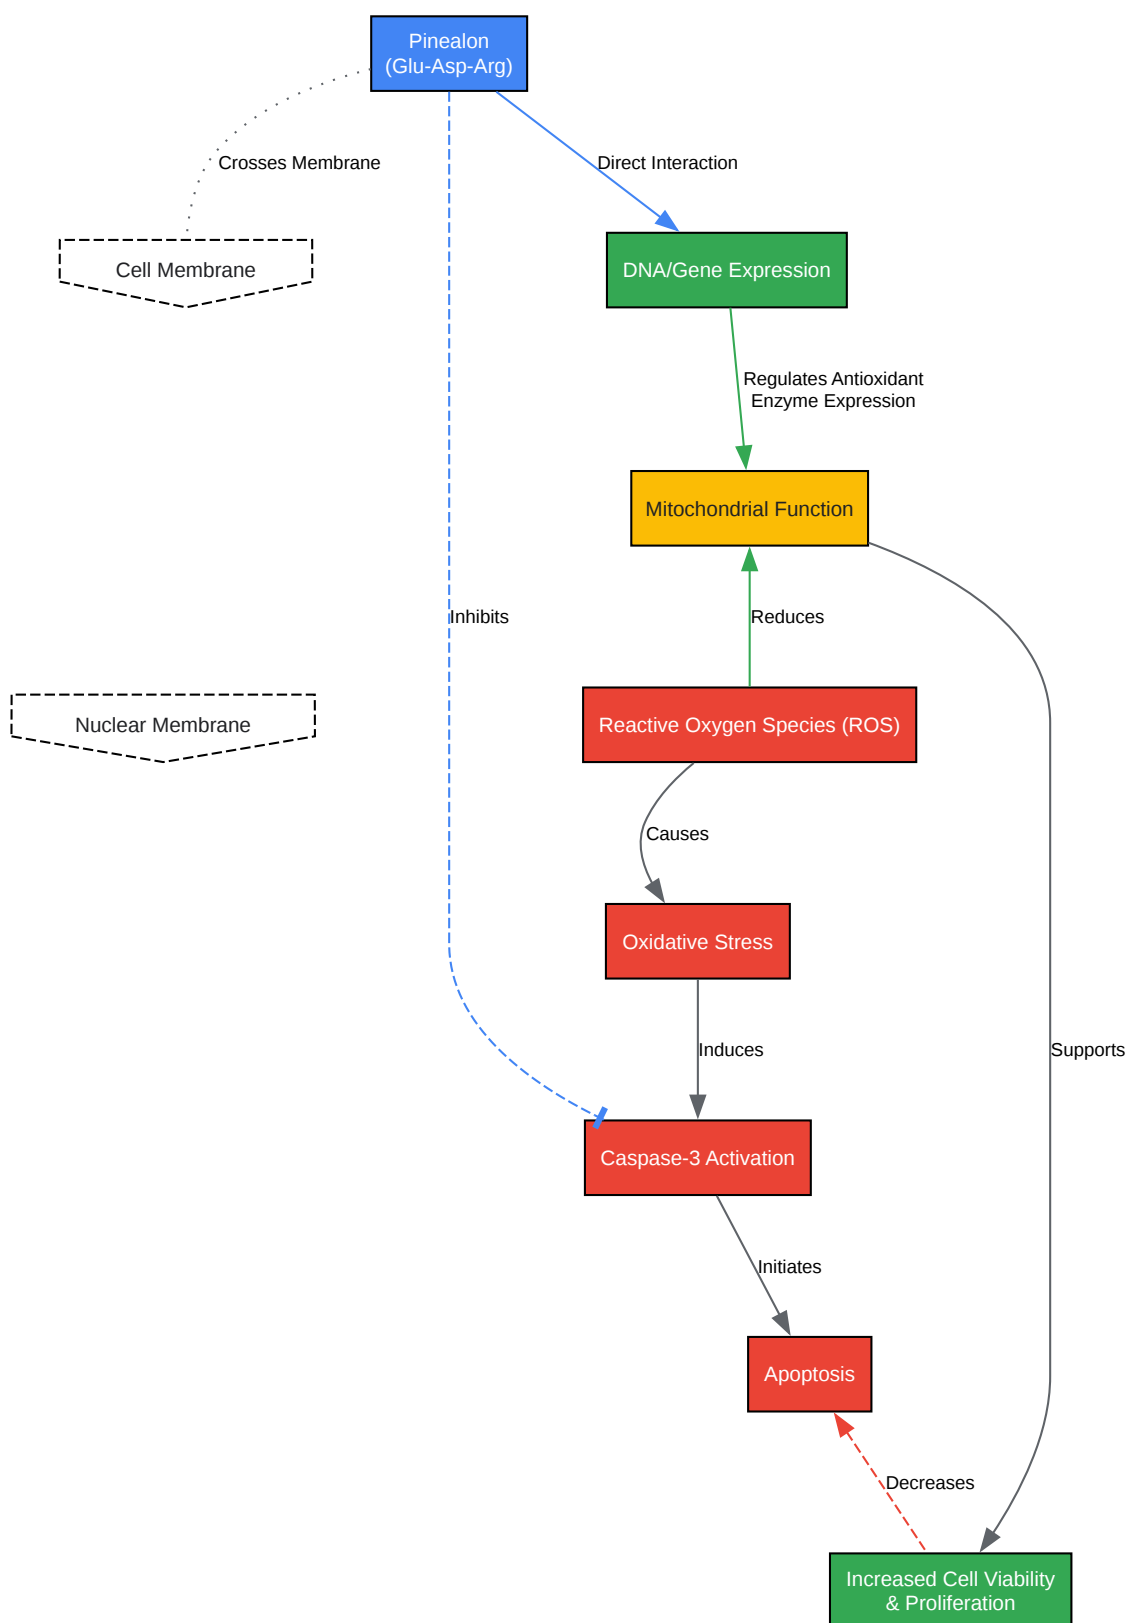 Pinealon
(Glu-Asp-Arg)
Crosses Membrane
Direct Interaction
Cell Membrane
DNA/Gene Expression
Regulates Antioxidant
Enzyme Expression
Mitochondrial Function
Inhibits
Reduces
Nuclear Membrane
Reactive Oxygen Species (ROS)
Causes
Oxidative Stress
Induces
Supports
Caspase-3 Activation
Initiates
Apoptosis
Decreases
Increased Cell Viability
& Proliferation